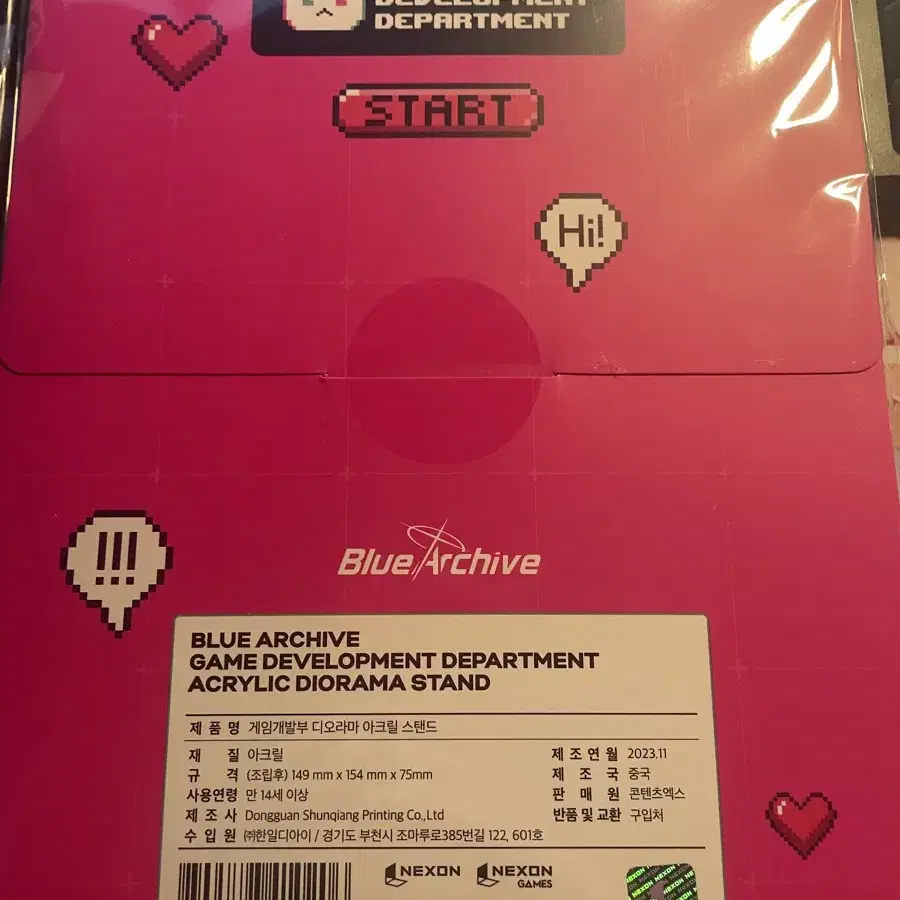 DEVELOPMENT
DEPARTMENT
START
Hi!
!!!
Blue Archive
BLUE ARCHIVE
GAME DEVELOPMENT DEPARTMENT
ACRYLIC DIORAMA STAND
제 품 명 게임개발부 디오라마 아크릴 스탠드
재 질 아크릴
제 조 연 월 2023.11
규 격 (조립후) 149 mm x 154 mm x 75mm
제 조 국 중국
사용연령 만 14세 이상
판 매 원 콘텐츠엑스
제 조 사 Dongguan Shunqiang Printing Co.,Ltd
반품 및 교환 구입처
수 입 원 ㈜한일디아이 / 경기도 부천시 조마루로385번길 122, 601호
NEXON
NEXON
GAMES